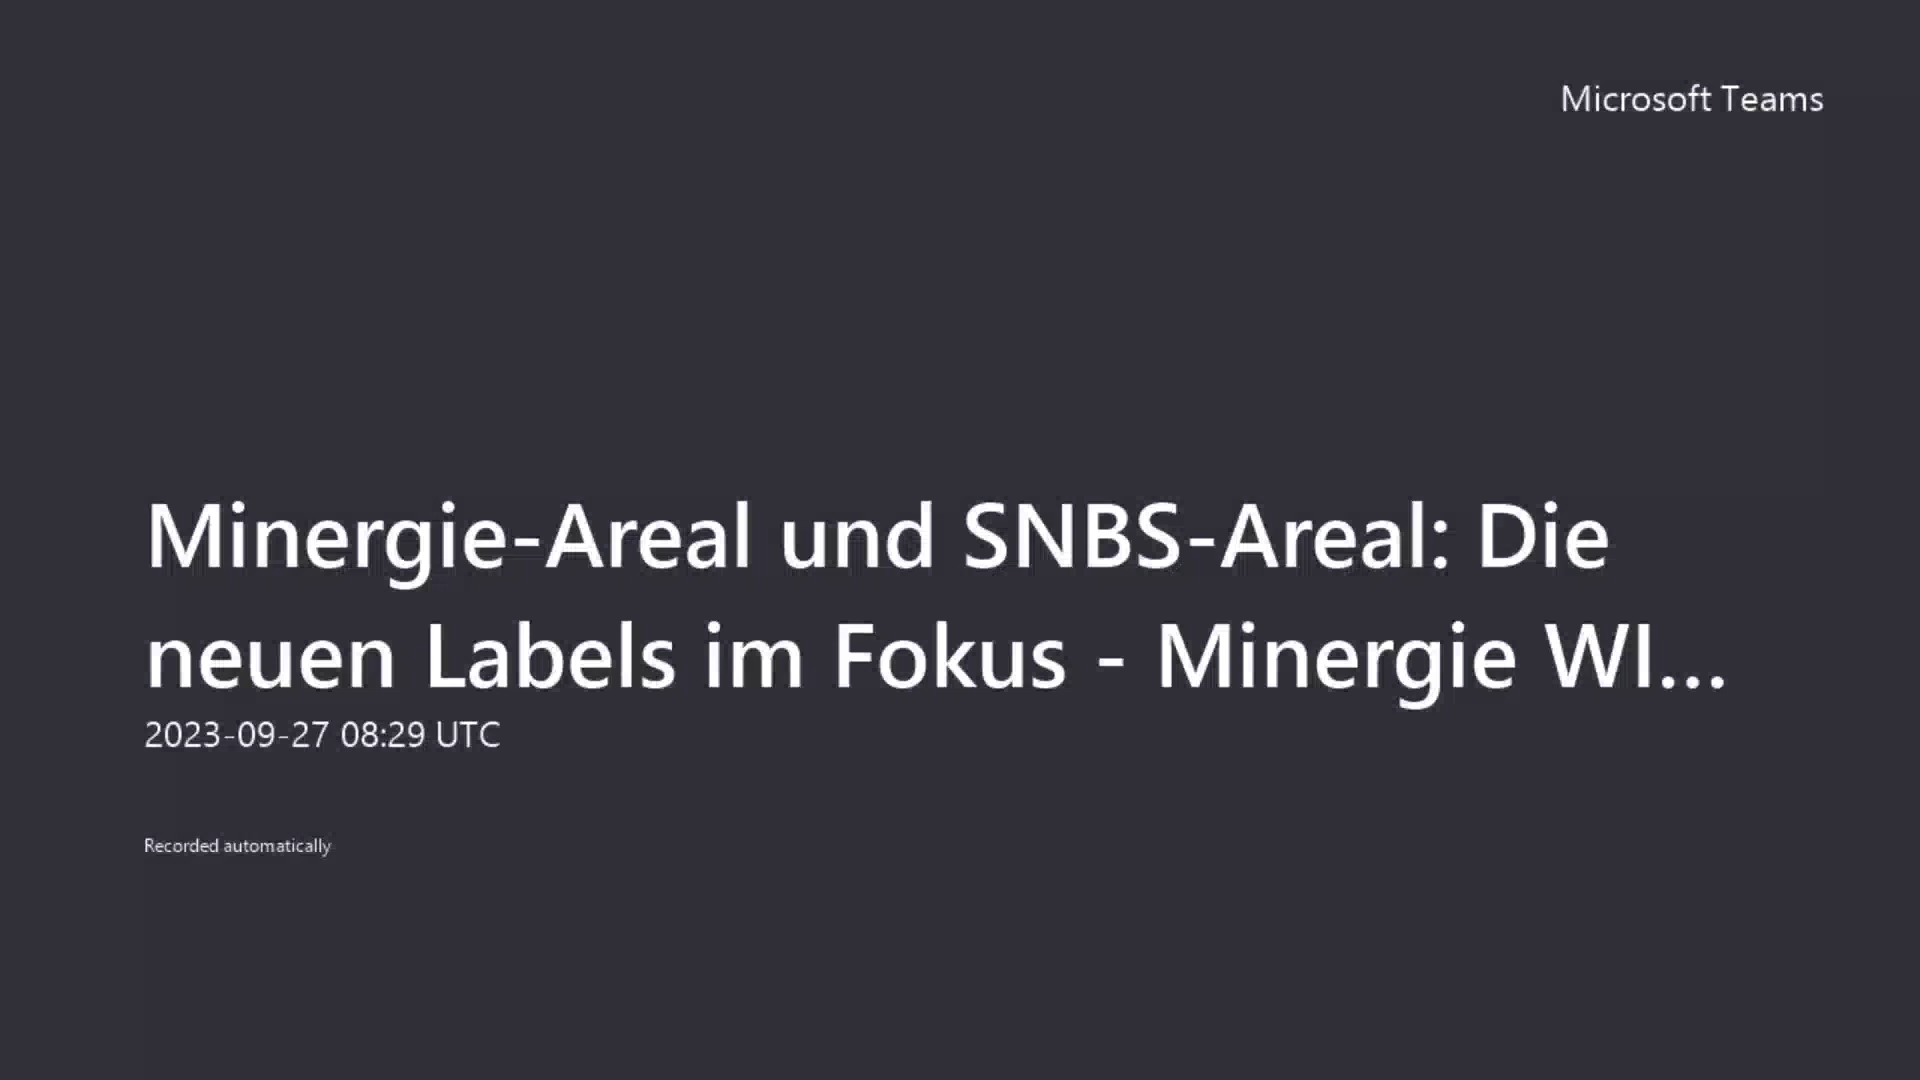 Microsoft Teams
Minergie-Areal und SNBS-Areal: Die
neuen Labels im Fokus - Minergie WI...
2023-09-27 08:29 UTC
Recorded automatically